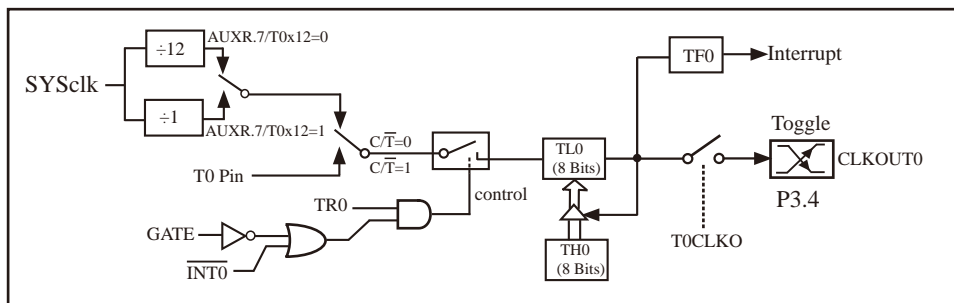 AUXR.7/T0x12=0
÷12
SYSclk
÷1
AUXR.7/T0x12=1
T0 Pin
C/T̅=0
C/T̅=1
TR0
GATE
I̅N̅T̅0̅
control
TL0
(8 Bits)
TH0
(8 Bits)
TF0
Interrupt
Toggle
CLKOUT0
P3.4
T0CLKO